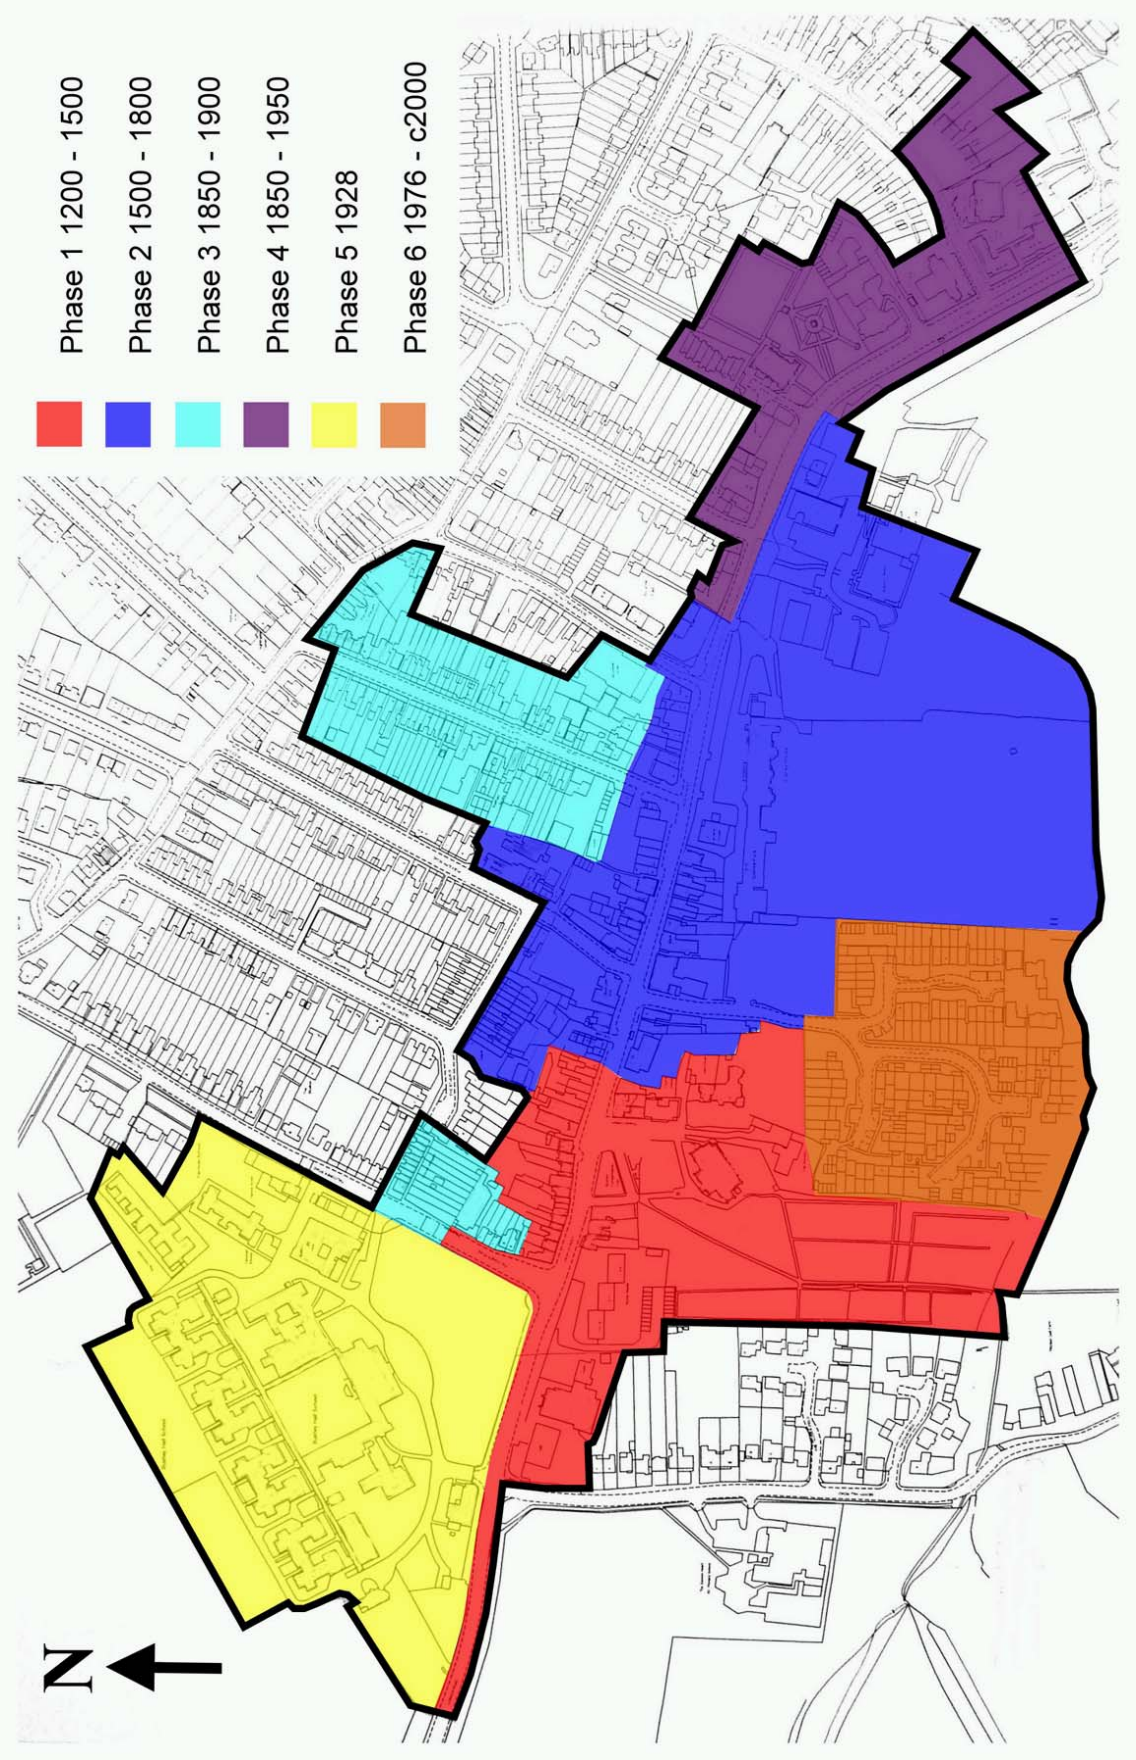 Phase 1 1200 - 1500
Phase 2 1500 - 1800
Phase 3 1850 - 1900
Phase 4 1850 - 1950
Phase 5 1928
Phase 6 1976 - c2000
N